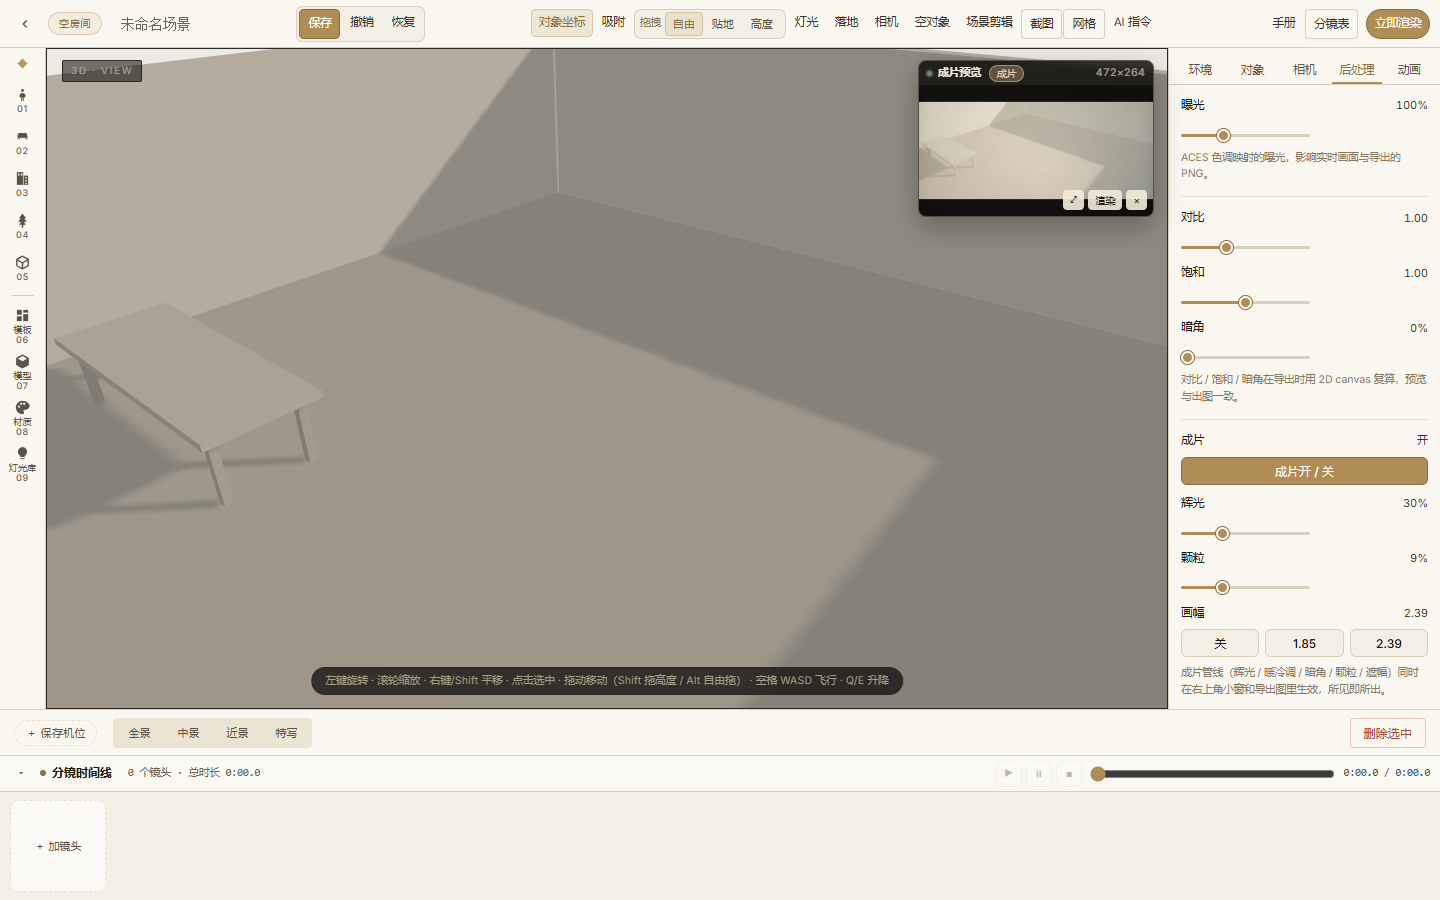 空房间
未命名场景
保存 撤销 恢复
对象坐标 吸附 拖拽 自由 贴地 高度 灯光 落地 相机 空对象 场景剪辑 截图 网格 AI 指令
手册 分镜表 立即渲染
3D · VIEW
成片预览 成片 472×264
渲染 ×
01
02
03
04
05
模板
06
模型
07
材质
08
灯光库
09
环境 对象 相机 后处理 动画
曝光 100%
ACES 色调映射的曝光，影响实时画面与导出的
PNG。
对比 1.00
饱和 1.00
暗角 0%
对比 / 饱和 / 暗角在导出时用 2D canvas 复算，预览
与出图一致。
成片 开
成片开 / 关
辉光 30%
颗粒 9%
画幅 2.39
关 1.85 2.39
成片管线（辉光 / 暖冷调 / 暗角 / 颗粒 / 遮幅）同时
在右上角小窗和导出图里生效，所见即所出。
左键旋转 · 滚轮缩放 · 右键/Shift 平移 · 点击选中 · 拖动移动（Shift 拖高度 / Alt 自由拖） · 空格 WASD 飞行 · Q/E 升降
+ 保存机位 全景 中景 近景 特写 删除选中
分镜时间线 0 个镜头 · 总时长 0:00.0 0:00.0 / 0:00.0
+ 加镜头